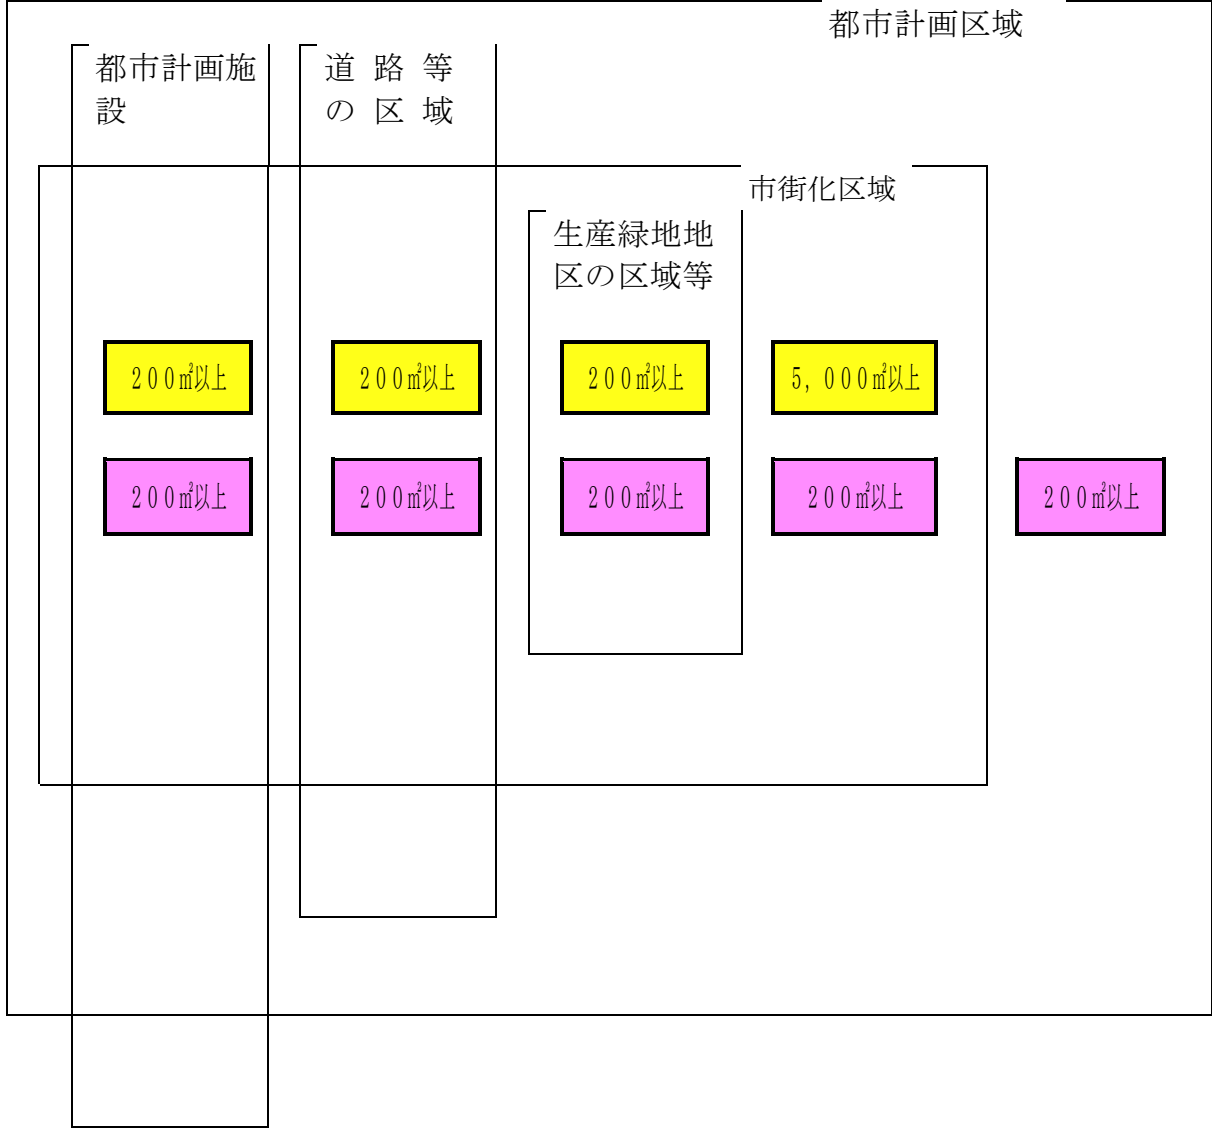 都市計画区域
都市計画施
設
道路等
の区域
市街化区域
生産緑地地
区の区域等
200㎡以上
200㎡以上
200㎡以上
5,000㎡以上
200㎡以上
200㎡以上
200㎡以上
200㎡以上
200㎡以上